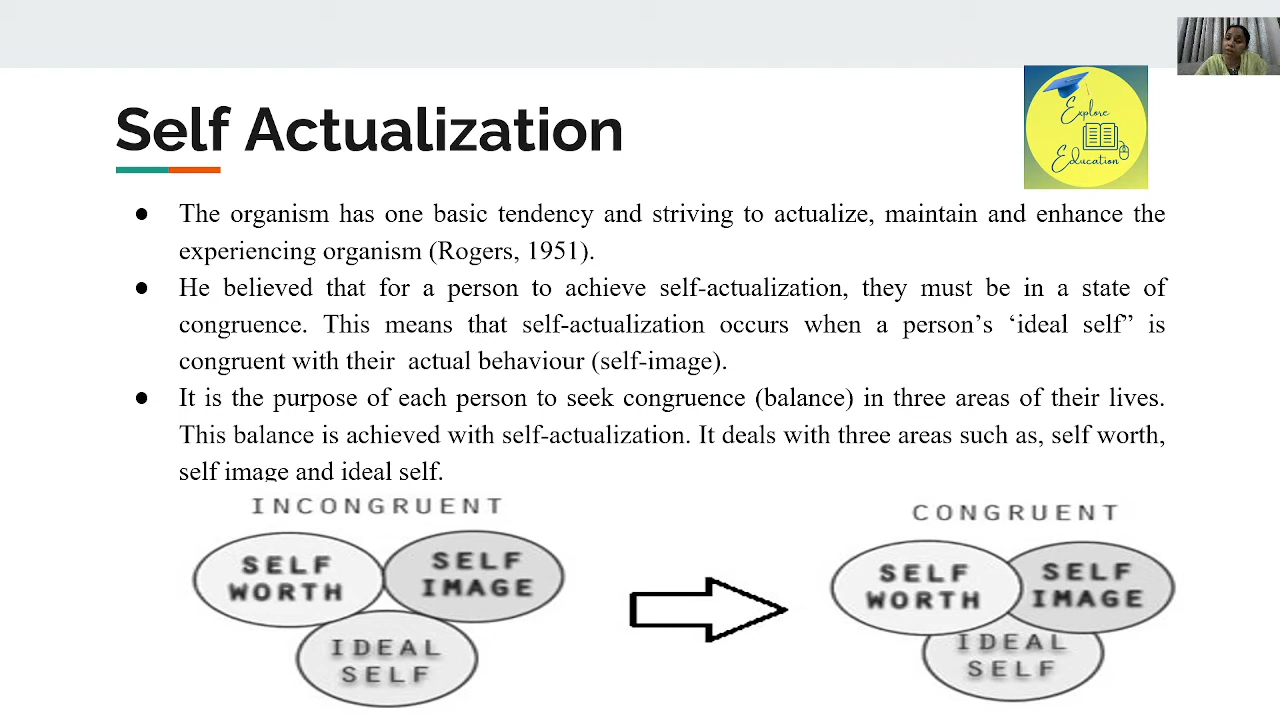 Self Actualization
Explore
Education
● The organism has one basic tendency and striving to actualize, maintain and enhance the
experiencing organism (Rogers, 1951).
● He believed that for a person to achieve self-actualization, they must be in a state of
congruence. This means that self-actualization occurs when a person’s ‘ideal self” is
congruent with their actual behaviour (self-image).
● It is the purpose of each person to seek congruence (balance) in three areas of their lives.
This balance is achieved with self-actualization. It deals with three areas such as, self worth,
self image and ideal self.
INCONGRUENT
SELF
WORTH
SELF
IMAGE
IDEAL
SELF
CONGRUENT
SELF
WORTH
SELF
IMAGE
IDEAL
SELF